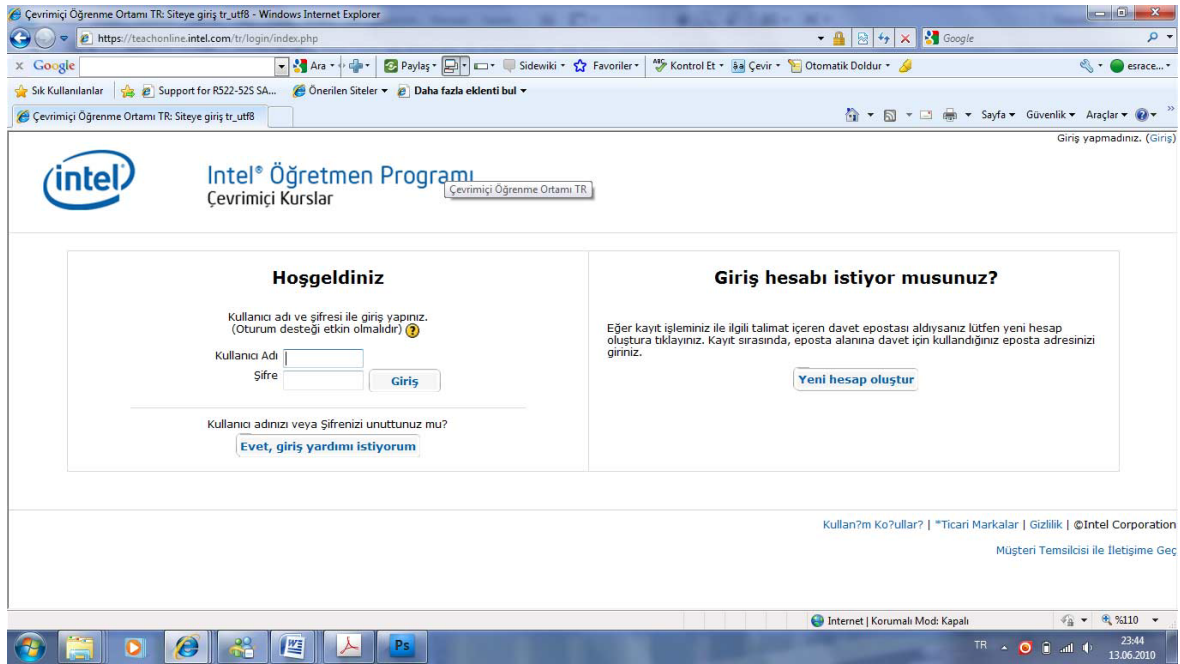 Çevrimiçi Öğrenme Ortamı TR: Siteye giriş tr_utf8 - Windows Internet Explorer
https://teachonline.intel.com/tr/login/index.php
Google
x Google Ara Paylaş Sidewiki Favoriler Kontrol Et Çevir Otomatik Doldur esrace...
Sık Kullanılanlar Support for R522-52S SA... Önerilen Siteler Daha fazla eklenti bul
Çevrimiçi Öğrenme Ortamı TR: Siteye giriş tr_utf8 Sayfa Güvenlik Araçlar
Giriş yapmadınız. (Giriş)
intel
Intel® Öğretmen Programı
Çevrimiçi Öğrenme Ortamı TR
Çevrimiçi Kurslar
Hoşgeldiniz
Kullanıcı adı ve şifresi ile giriş yapınız.
(Oturum desteği etkin olmalıdır) ?
Kullanıcı Adı
Şifre
Giriş
Kullanıcı adınızı veya Şifrenizi unuttunuz mu?
Evet, giriş yardımı istiyorum
Giriş hesabı istiyor musunuz?
Eğer kayıt işleminiz ile ilgili talimat içeren davet epostası aldıysanız lütfen yeni hesap
oluştura tıklayınız. Kayıt sırasında, eposta alanına davet için kullandığınız eposta adresinizi
giriniz.
Yeni hesap oluştur
Kullan?m Ko?ullar? | *Ticari Markalar | Gizlilik | ©Intel Corporation
Müşteri Temsilcisi ile İletişime Geç
Internet | Korumalı Mod: Kapalı %110
Ps
TR 23:44
13.06.2010